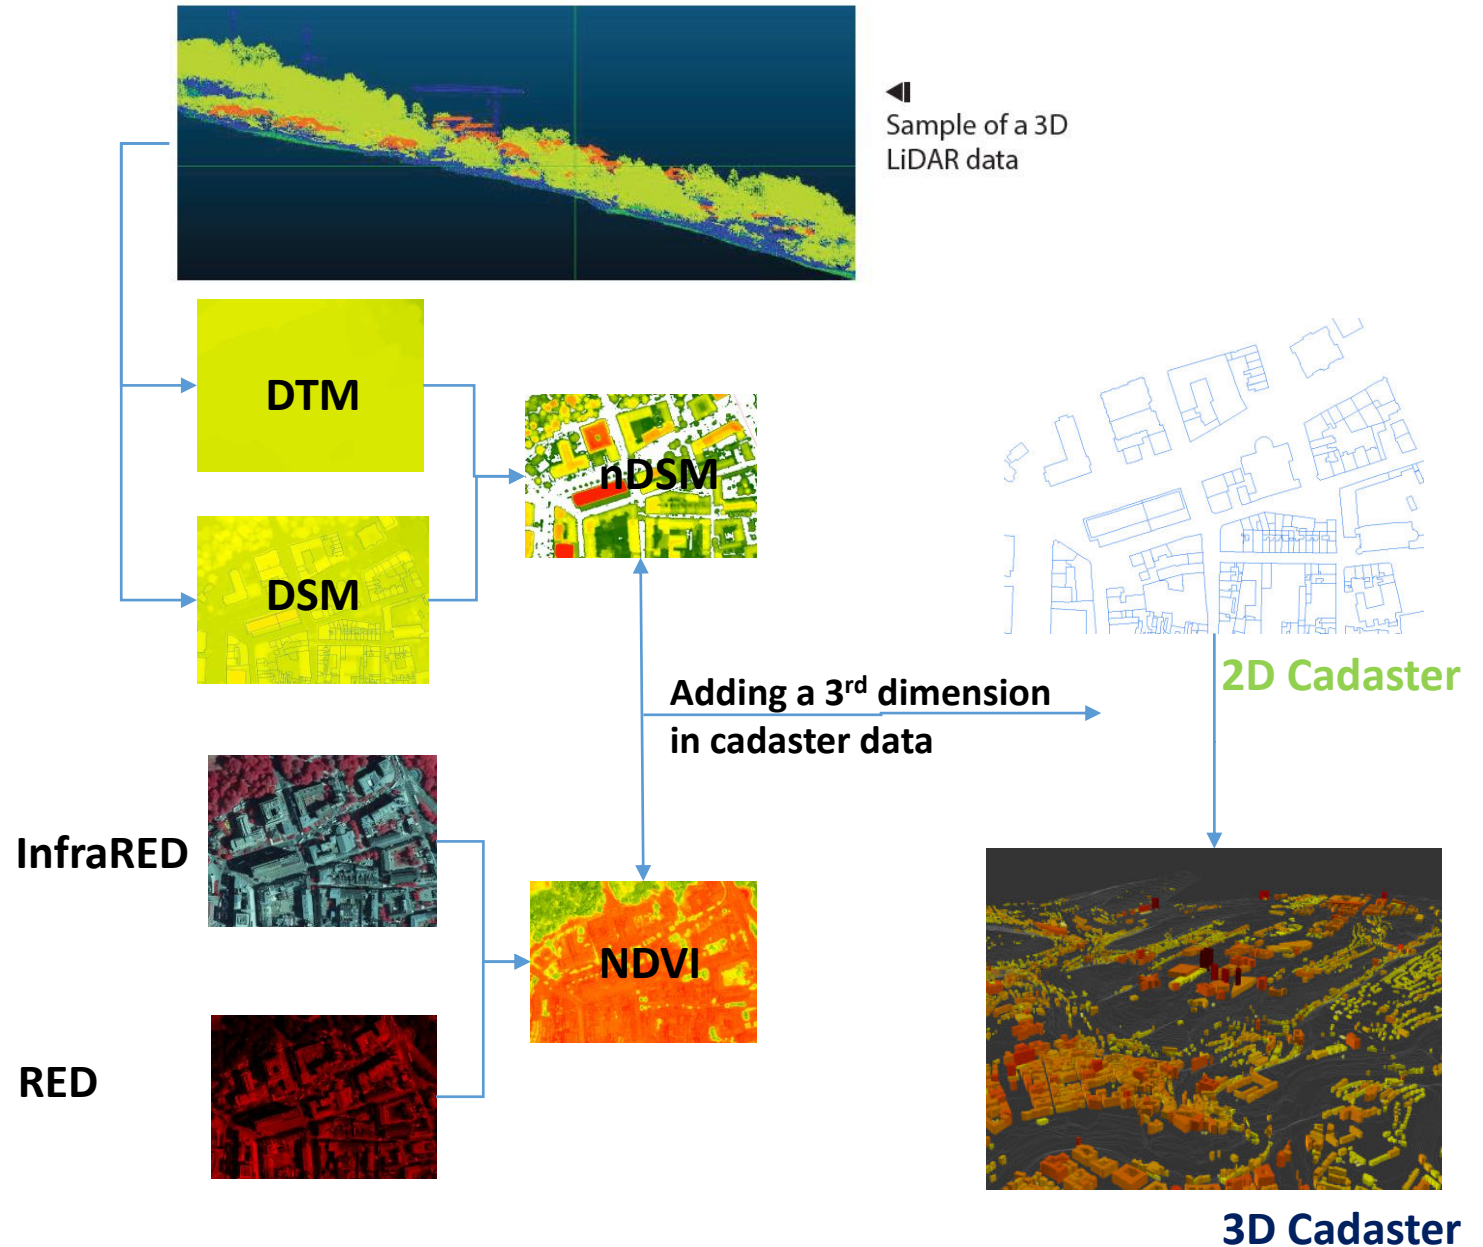 Sample of a 3D
LiDAR data
DTM
nDSM
DSM
2D Cadaster
Adding a 3rd dimension
in cadaster data
InfraRED
NDVI
RED
3D Cadaster